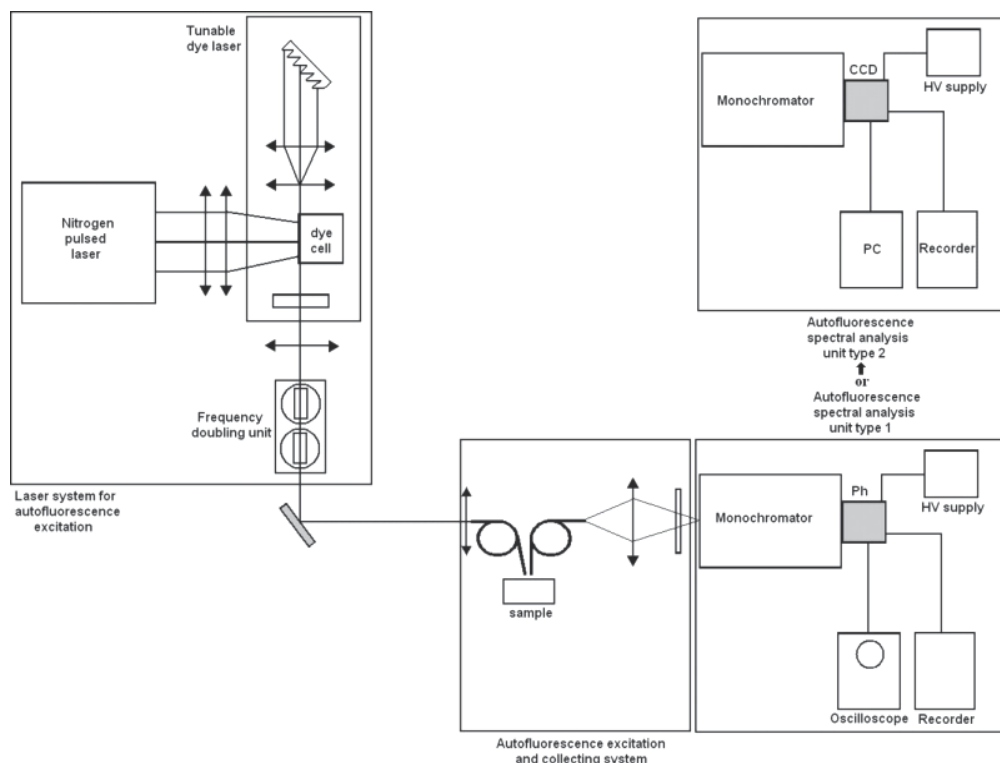 Tunable
dye laser
Nitrogen
pulsed
laser
dye
cell
Frequency
doubling unit
Laser system for
autofluorescence
excitation
Monochromator
CCD
HV supply
PC
Recorder
Autofluorescence
spectral analysis
unit type 2
or
Autofluorescence
spectral analysis
unit type 1
sample
Autofluorescence excitation
and collecting system
Monochromator
Ph
HV supply
Oscilloscope
Recorder